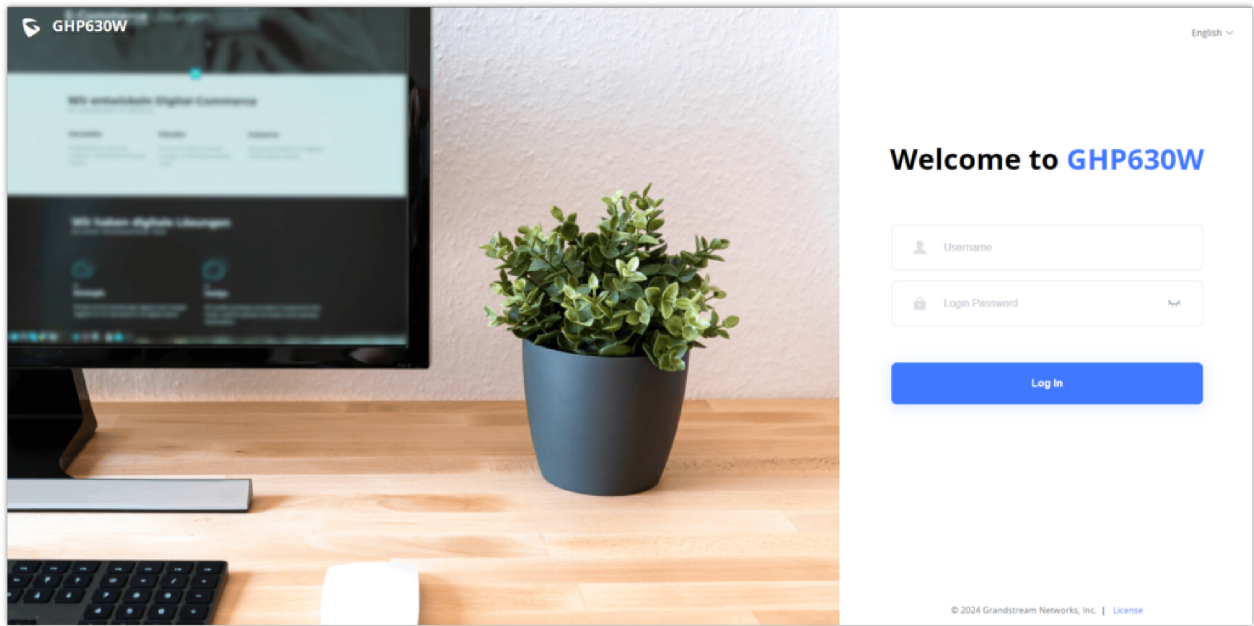 GHP630W
English
Wir entwickeln Digital-Commerce
Wir haben digitale Lösungen
Welcome to GHP630W
Username
Login Password
Log In
© 2024 Grandstream Networks, Inc. | License